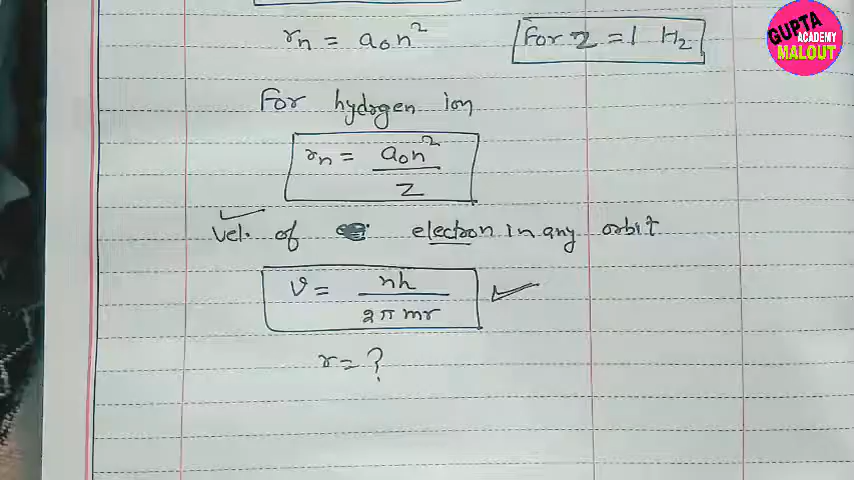 rn = a₀n²
For Z = 1 H₂
GUPTA
ACADEMY
MALOUT
For hydrogen ion
rn = a₀n² / Z
Vel. of electron in any orbit
v = nh / 2πmr
r = ?